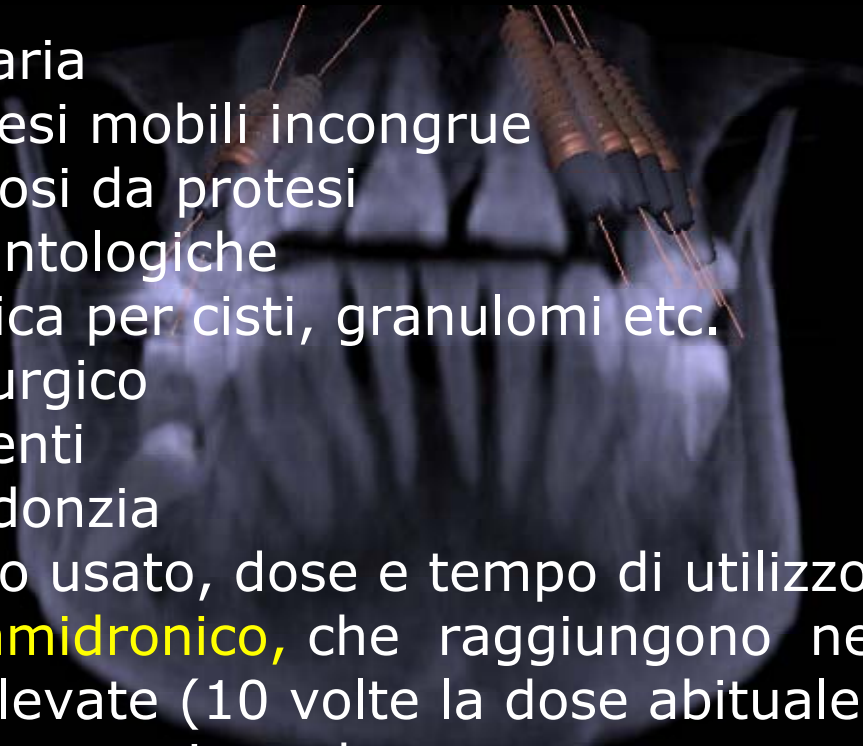 aria
esi mobili incongrue
osi da protesi
ntologiche
ica per cisti, granulomi etc.
urgico
enti
donzia
o usato, dose e tempo di utilizzo
amidronico, che raggiungono ne
levate (10 volte la dose abituale